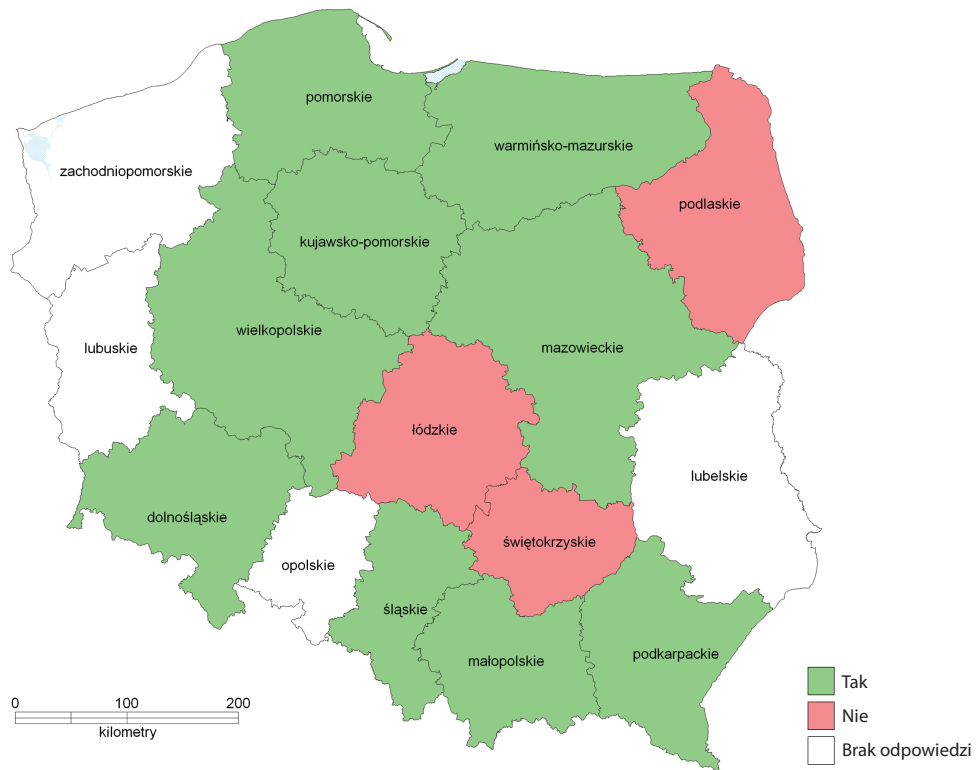 pomorskie
warmińsko-mazurskie
zachodniopomorskie
podlaskie
kujawsko-pomorskie
wielkopolskie
lubuskie
mazowieckie
łódzkie
lubelskie
dolnośląskie
świętokrzyskie
opolskie
śląskie
małopolskie
podkarpackie
0 100 200
kilometry
Tak
Nie
Brak odpowiedzi